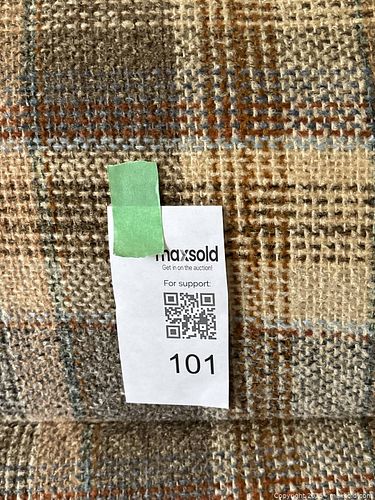 maxsold
Get in on the auction!
For support:
101